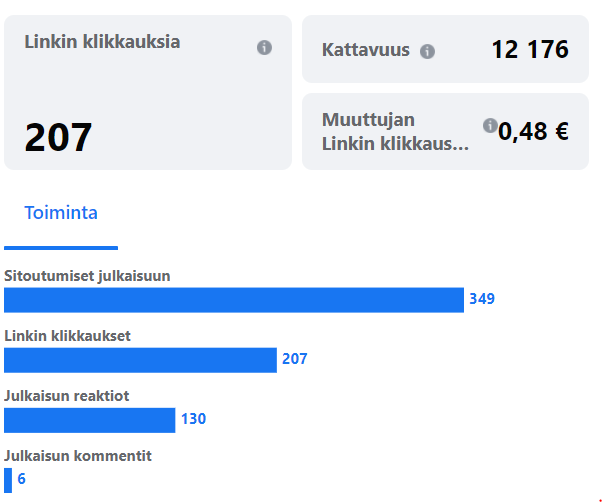 Linkin klikkauksia
207
Kattavuus
12 176
Muuttujan
Linkin klikkaus...
0,48 €
Toiminta
Sitoutumiset julkaisuun
349
Linkin klikkaukset
207
Julkaisun reaktiot
130
Julkaisun kommentit
6